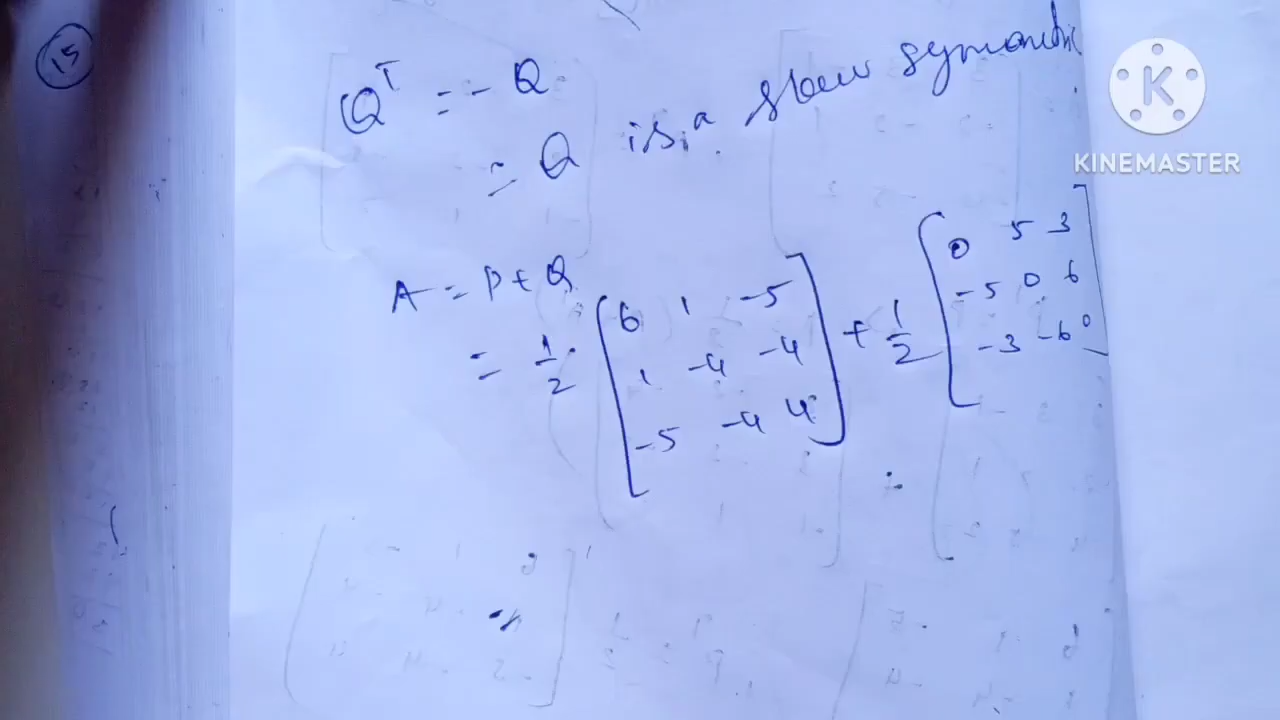 15
Q^T = - Q
= Q is a skew symmetric
A = P + Q
= 1/2 [ 6 1 -5 ; 1 -4 -4 ; -5 -4 4 ] + 1/2 [ 0 5 3 ; -5 0 6 ; -3 -6 0 ]
K
KINEMASTER